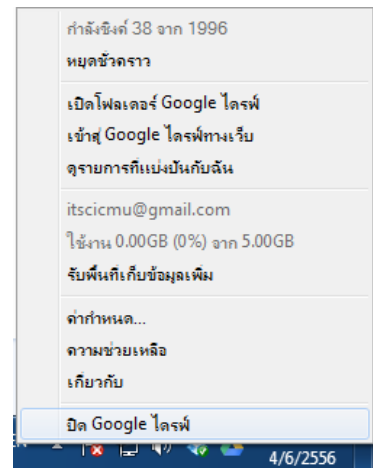 กำลังซิงค์ 38 จาก 1996
หยุดชั่วคราว
เปิดโฟลเดอร์ Google ไดรฟ์
เข้าสู่ Google ไดรฟ์ทางเว็บ
ดูรายการที่แบ่งปันกับฉัน
itscicmu@gmail.com
ใช้งาน 0.00GB (0%) จาก 5.00GB
รับพื้นที่เก็บข้อมูลเพิ่ม
ค่ากำหนด...
ความช่วยเหลือ
เกี่ยวกับ
ปิด Google ไดรฟ์
4/6/2556